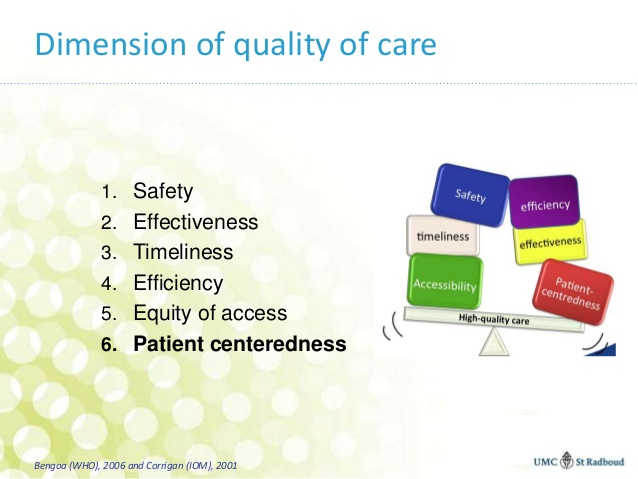 Dimension of quality of care
1. Safety
2. Effectiveness
3. Timeliness
4. Efficiency
5. Equity of access
6. Patient centeredness
Safety
efficiency
timeliness
effectiveness
Accessibility
Patient-
centredness
High-quality care
Bengoa (WHO), 2006 and Corrigan (IOM), 2001
UMC St Radboud